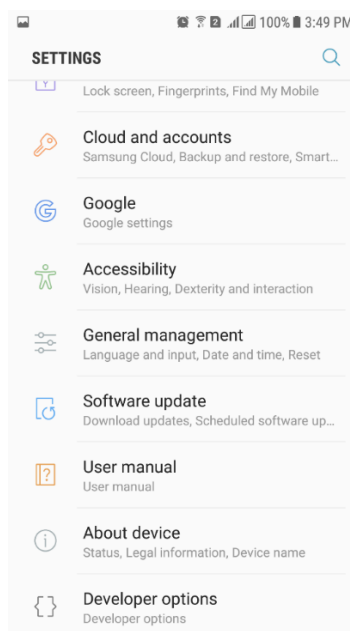 100% 3:49 PM
SETTINGS
Lock screen, Fingerprints, Find My Mobile
Cloud and accounts
Samsung Cloud, Backup and restore, Smart...
Google
Google settings
Accessibility
Vision, Hearing, Dexterity and interaction
General management
Language and input, Date and time, Reset
Software update
Download updates, Scheduled software up...
User manual
User manual
About device
Status, Legal information, Device name
Developer options
Developer options